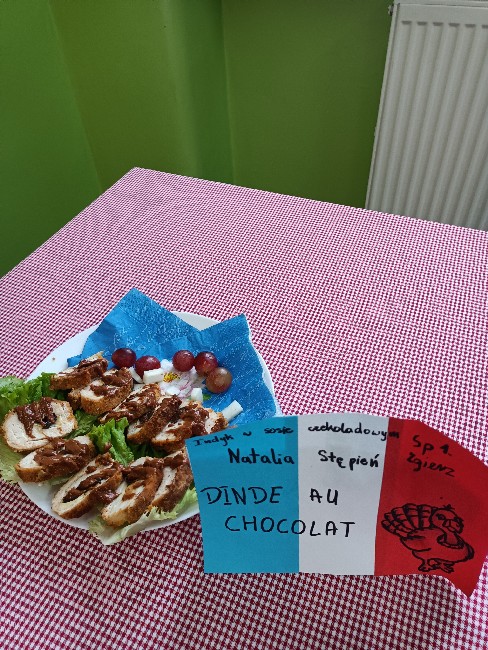 Indyk w sosie czekoladowym
Natalia Stępień
DINDE AU
CHOCOLAT
Sp 1
Zgierz